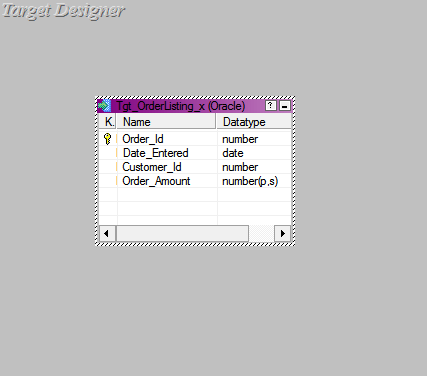 Target Designer
Tgt_OrderListing_x (Oracle)
K. Name Datatype
Order_Id number
Date_Entered date
Customer_Id number
Order_Amount number(p,s)